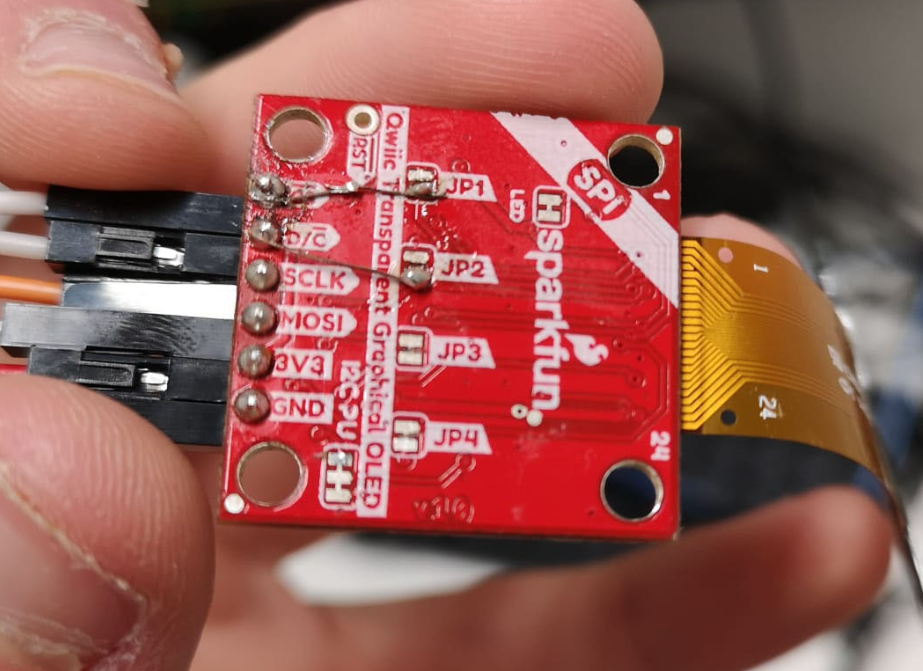 RST
Qwiic Transparent Graphical OLED
JP1
LED
SPI
1
D/C
JP2
SCLK
sparkfun
MOSI
JP3
3V3
I2CPU
GND
JP4
24
1
24